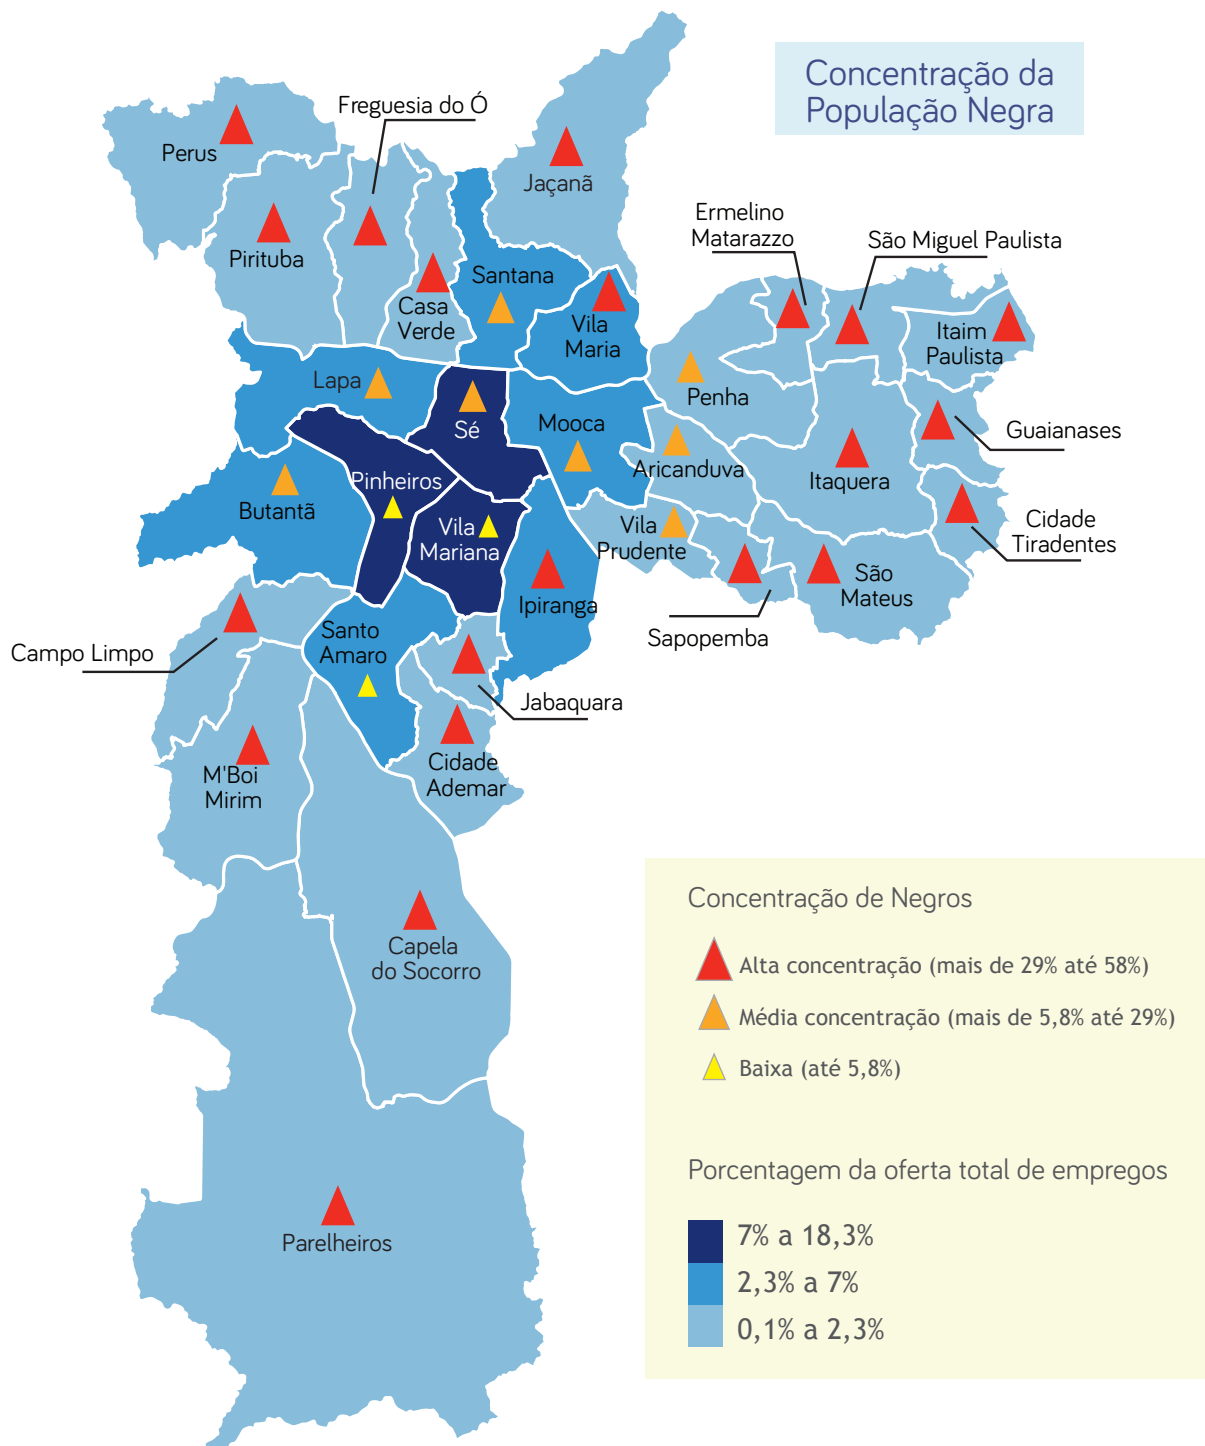 Concentração da
População Negra
Freguesia do Ó
Perus
Jaçanã
Ermelino
Matarazzo
São Miguel Paulista
Pirituba
Santana
Casa
Verde
Vila
Maria
Itaim
Paulista
Lapa
Penha
Sé
Mooca
Guaianases
Aricanduva
Itaquera
Pinheiros
Butantã
Vila
Mariana
Vila
Prudente
Cidade
Tiradentes
Ipiranga
São
Mateus
Santo
Amaro
Sapopemba
Campo Limpo
Jabaquara
M'Boi
Mirim
Cidade
Ademar
Capela
do Socorro
Parelheiros
Concentração de Negros
Alta concentração (mais de 29% até 58%)
Média concentração (mais de 5,8% até 29%)
Baixa (até 5,8%)
Porcentagem da oferta total de empregos
7% a 18,3%
2,3% a 7%
0,1% a 2,3%